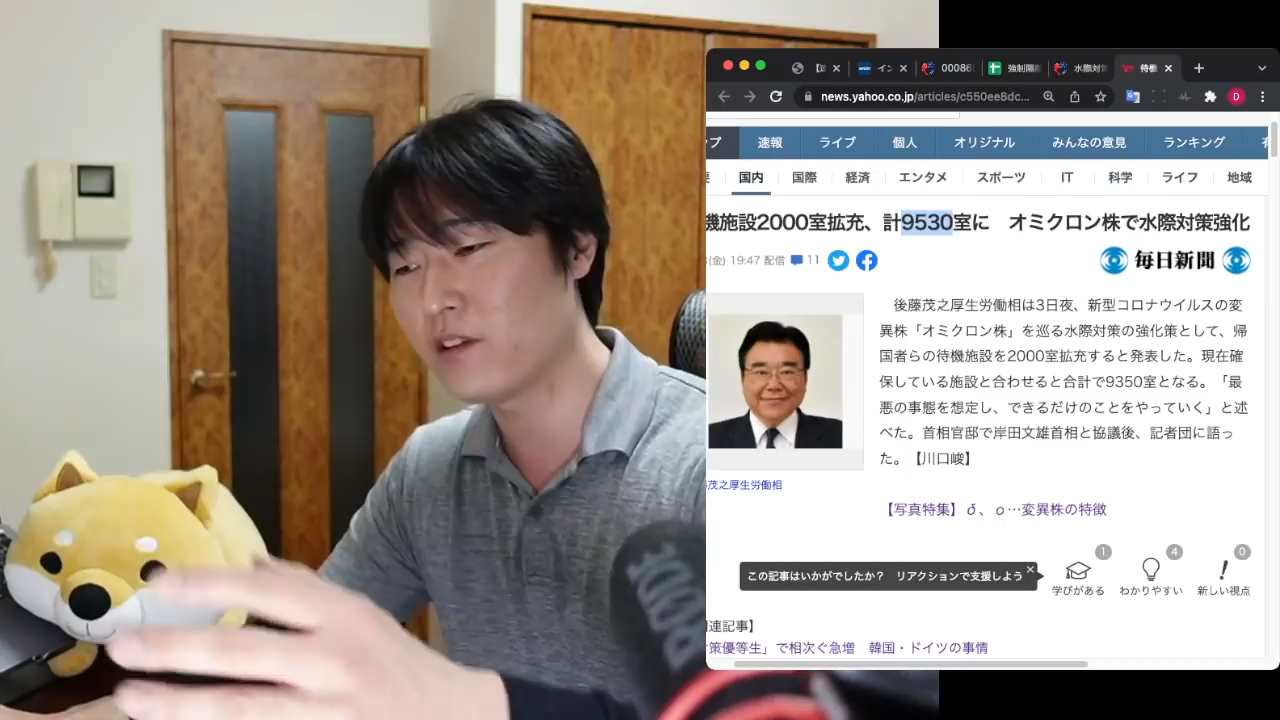 イン
00086
強制隔
水際対策
待機
D
news.yahoo.co.jp/articles/c550ee8dc...
プ 速報 ライブ 個人 オリジナル みんなの意見 ランキング 有
国内 国際 経済 エンタメ スポーツ IT 科学 ライフ 地域
機施設2000室拡充、計9530室に オミクロン株で水際対策強化
(金) 19:47 配信 11
毎日新聞
後藤茂之厚生労働相は3日夜、新型コロナウイルスの変
異株「オミクロン株」を巡る水際対策の強化策として、帰
国者らの待機施設を2000室拡充すると発表した。現在確
保している施設と合わせると合計で9350室となる。「最
悪の事態を想定し、できるだけのことをやっていく」と述
べた。首相官邸で岸田文雄首相と協議後、記者団に語っ
た。【川口峻】
茂之厚生労働相
【写真特集】δ、ο…変異株の特徴
1 4 0
この記事はいかがでしたか? リアクションで支援しよう
学びがある わかりやすい 新しい視点
連記事】
策優等生」で相次ぐ急増 韓国・ドイツの事情
RØDE